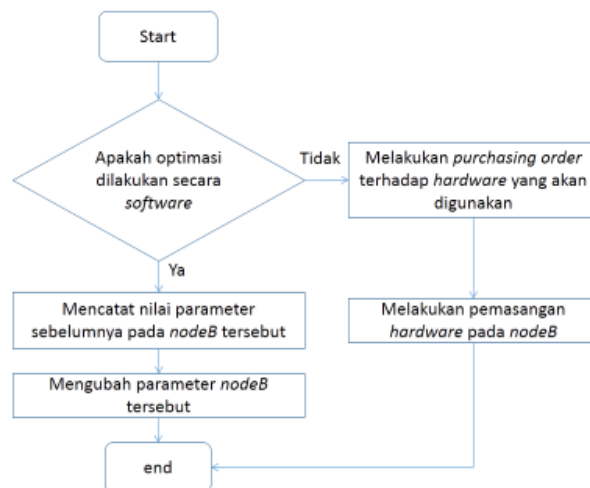 Start
Apakah optimasi
dilakukan secara
software
Tidak
Melakukan purchasing order
terhadap hardware yang akan
digunakan
Ya
Mencatat nilai parameter
sebelumnya pada nodeB tersebut
Melakukan pemasangan
hardware pada nodeB
Mengubah parameter nodeB
tersebut
end